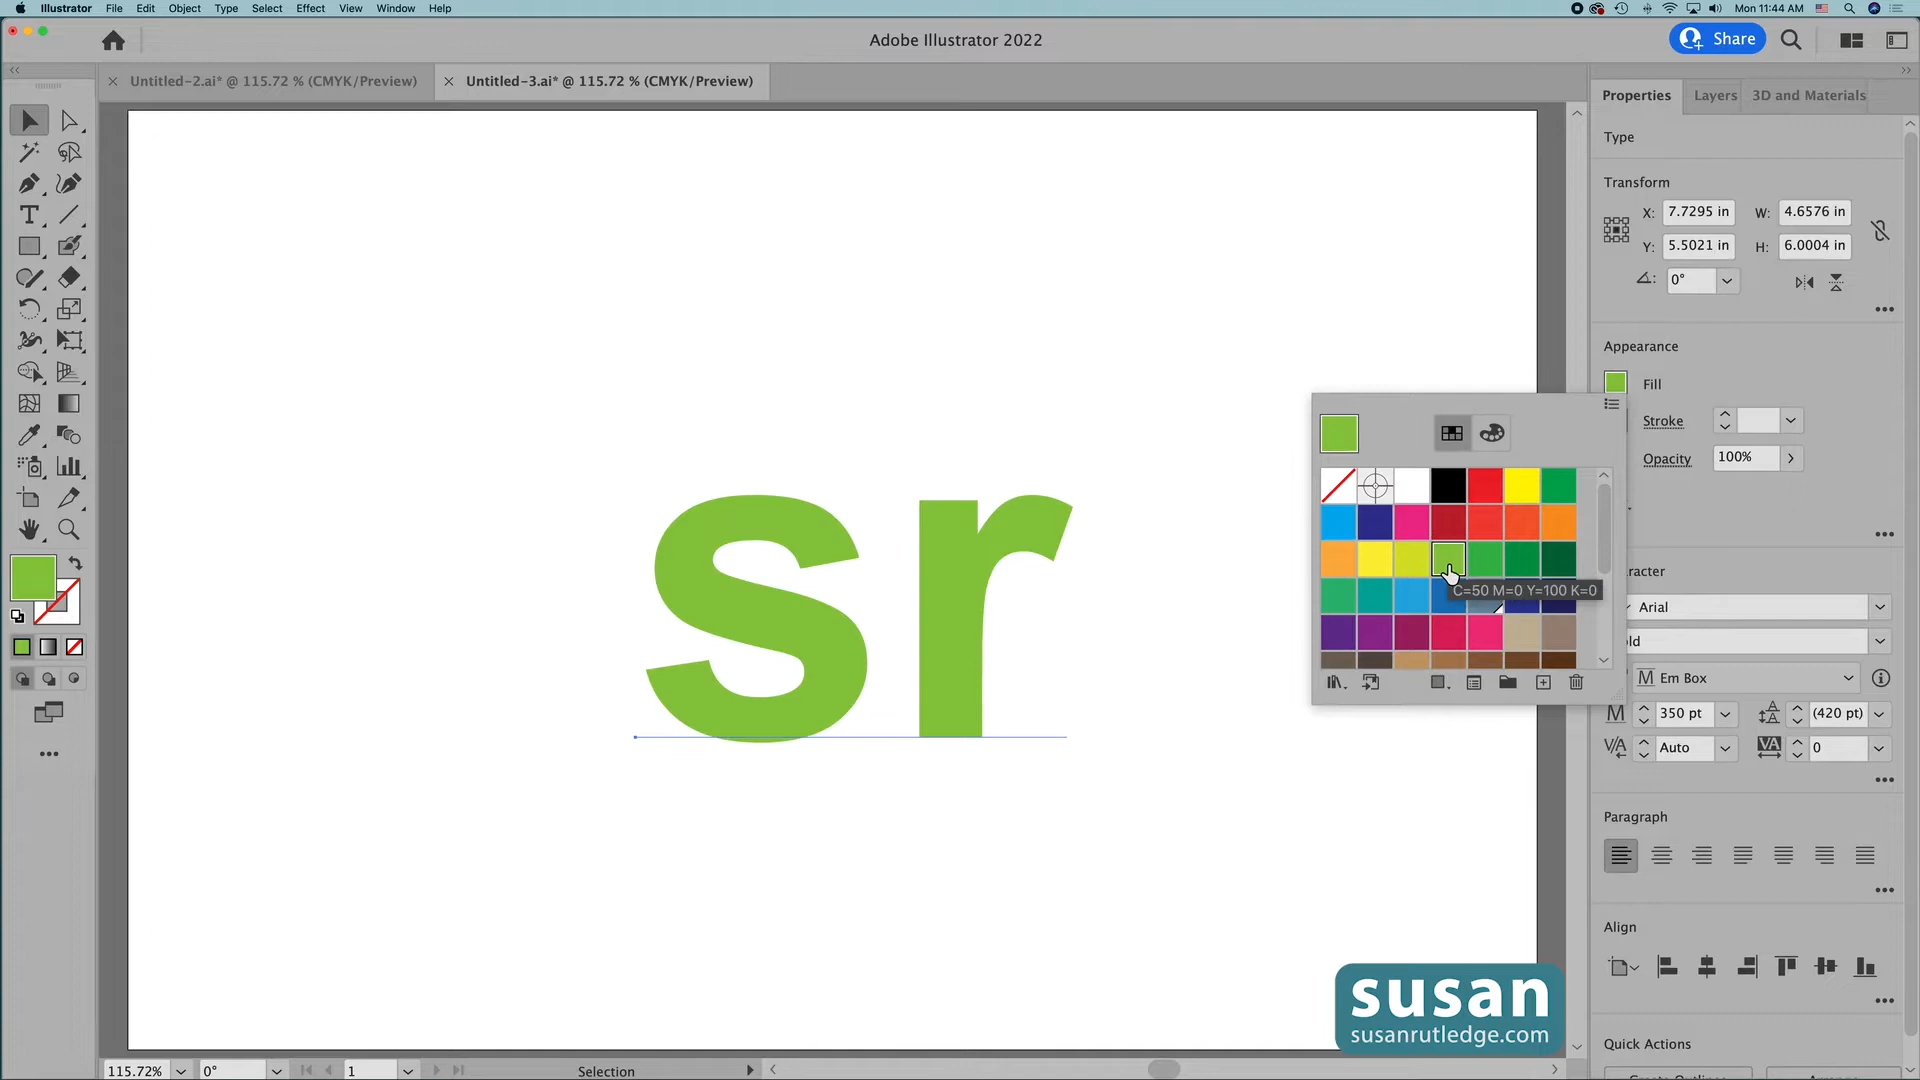 Illustrator File Edit Object Type Select Effect View Window Help
Mon 11:44 AM
Adobe Illustrator 2022
Share
Untitled-2.ai* @ 115.72 % (CMYK/Preview)
Untitled-3.ai* @ 115.72 % (CMYK/Preview)
Properties Layers 3D and Materials
Type
Transform
X: 7.7295 in W: 4.6576 in
Y: 5.5021 in H: 6.0004 in
0°
Appearance
Fill
Stroke
Opacity 100%
C=50 M=0 Y=100 K=0
sr
racter
Arial
ld
Em Box
350 pt (420 pt)
Auto 0
Paragraph
Align
susan
susanrutledge.com
Quick Actions
115.72% 0° 1 Selection